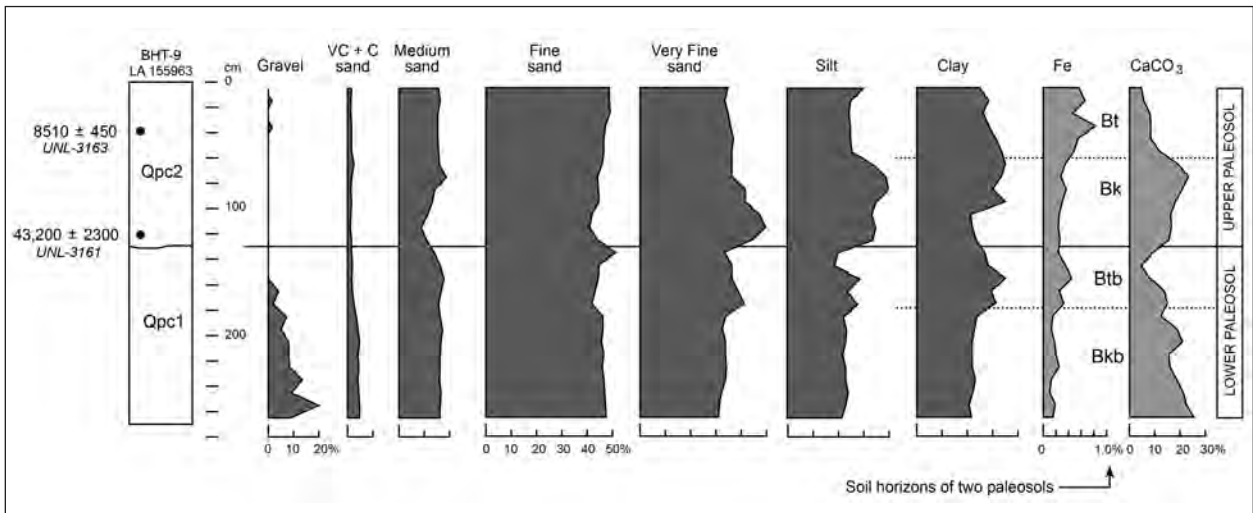 BHT-9
LA 155963
cm
Gravel
VC + C
sand
Medium
sand
Fine
sand
Very Fine
sand
Silt
Clay
Fe
CaCO3
0
8510 ± 450
UNL-3163
Qpc2
Bt
Bk
UPPER PALEOSOL
100
43,200 ± 2300
UNL-3161
Qpc1
Btb
200
Bkb
LOWER PALEOSOL
0 10 20%
0 10 20 30 40 50%
0 1.0%
0 10 20 30%
Soil horizons of two paleosols